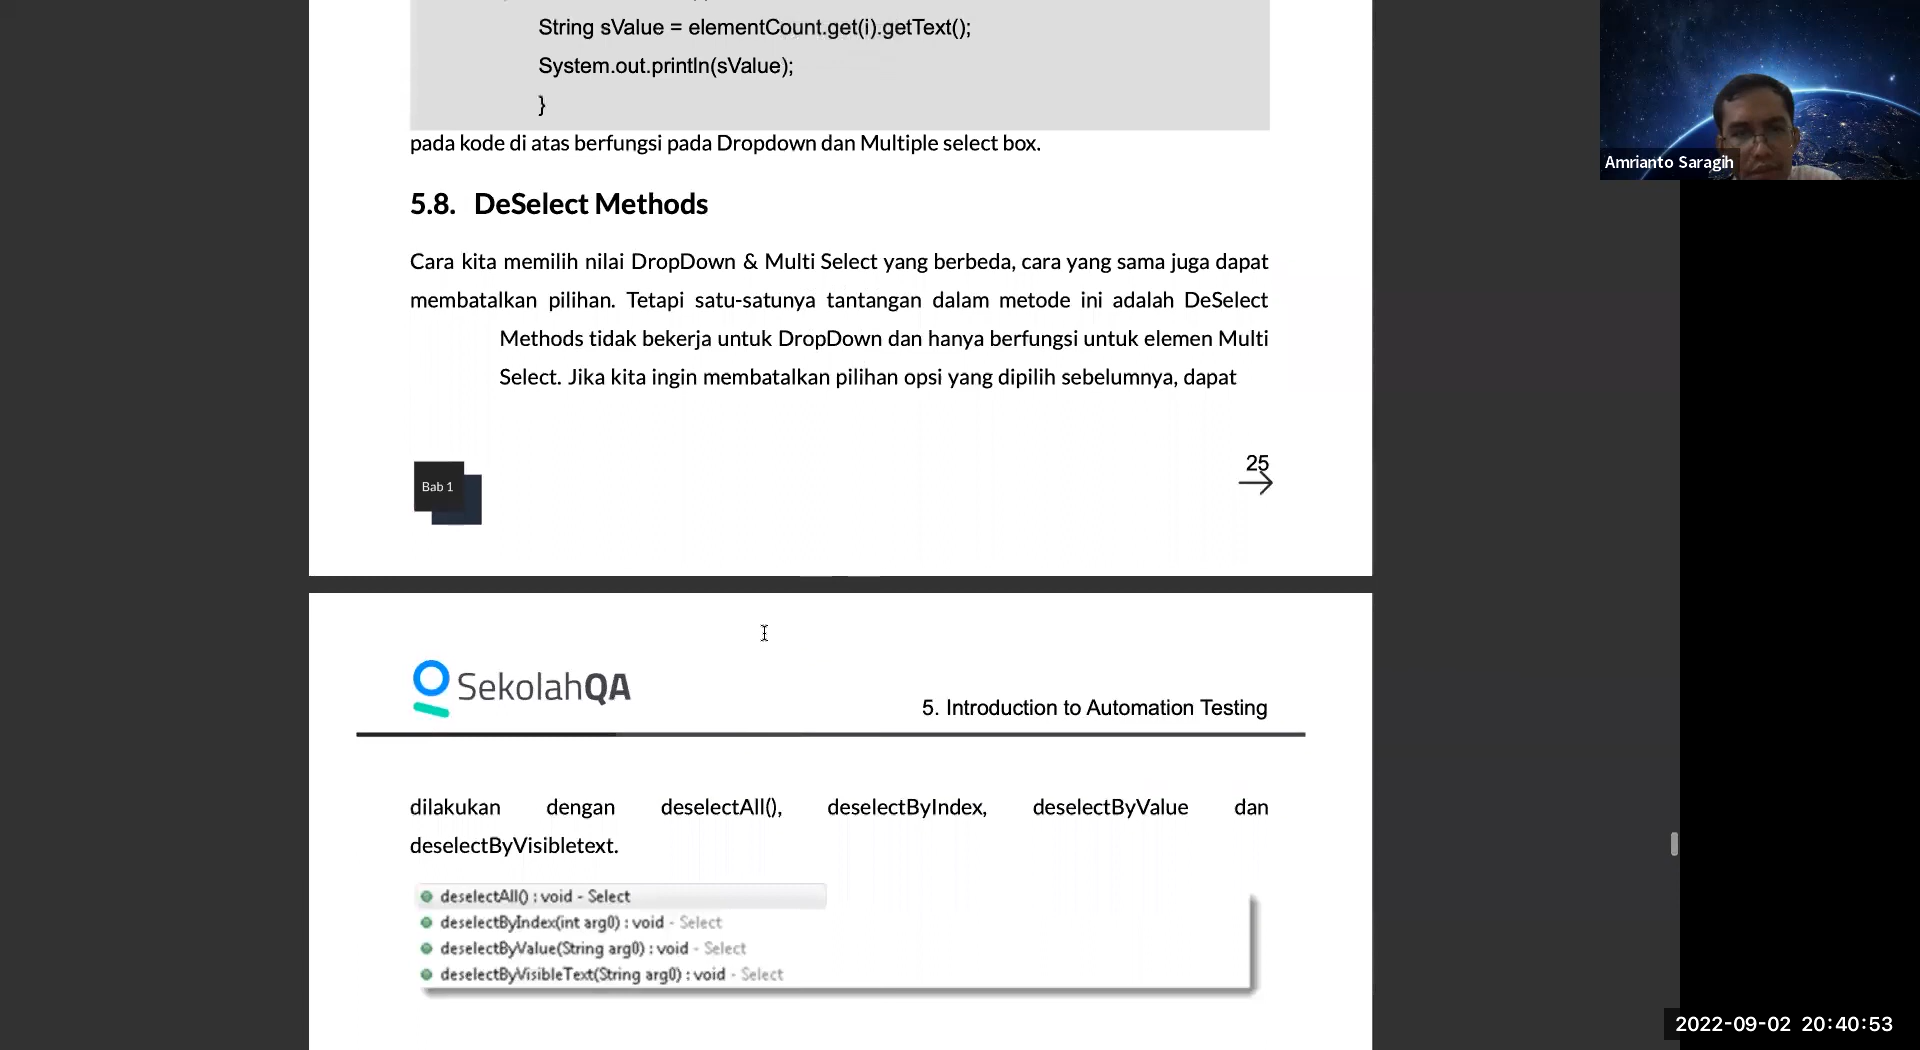 String sValue = elementCount.get(i).getText();
System.out.println(sValue);
}
pada kode di atas berfungsi pada Dropdown dan Multiple select box.
Amrianto Saragih
5.8. DeSelect Methods
Cara kita memilih nilai DropDown & Multi Select yang berbeda, cara yang sama juga dapat
membatalkan pilihan. Tetapi satu-satunya tantangan dalam metode ini adalah DeSelect
Methods tidak bekerja untuk DropDown dan hanya berfungsi untuk elemen Multi
Select. Jika kita ingin membatalkan pilihan opsi yang dipilih sebelumnya, dapat
25
Bab 1
SekolahQA
5. Introduction to Automation Testing
dilakukan dengan deselectAll(), deselectByIndex, deselectByValue dan
deselectByVisibletext.
deselectAll() : void - Select
deselectByIndex(int arg0) : void - Select
deselectByValue(String arg0) : void - Select
deselectByVisibleText(String arg0) : void - Select
2022-09-02 20:40:53